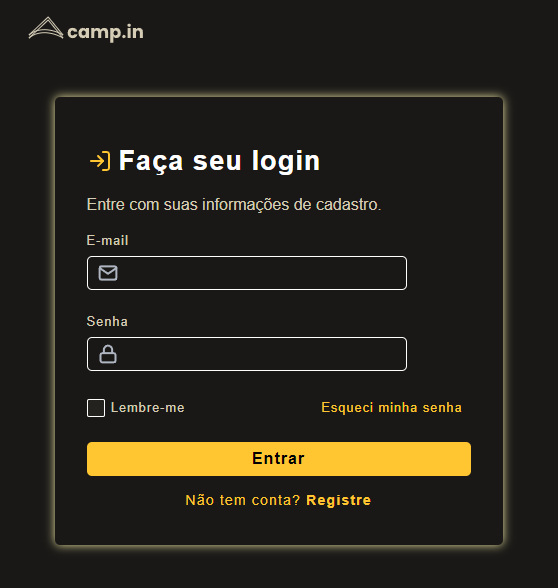 camp.in
Faça seu login
Entre com suas informações de cadastro.
E-mail
Senha
Lembre-me Esqueci minha senha
Entrar
Não tem conta? Registre